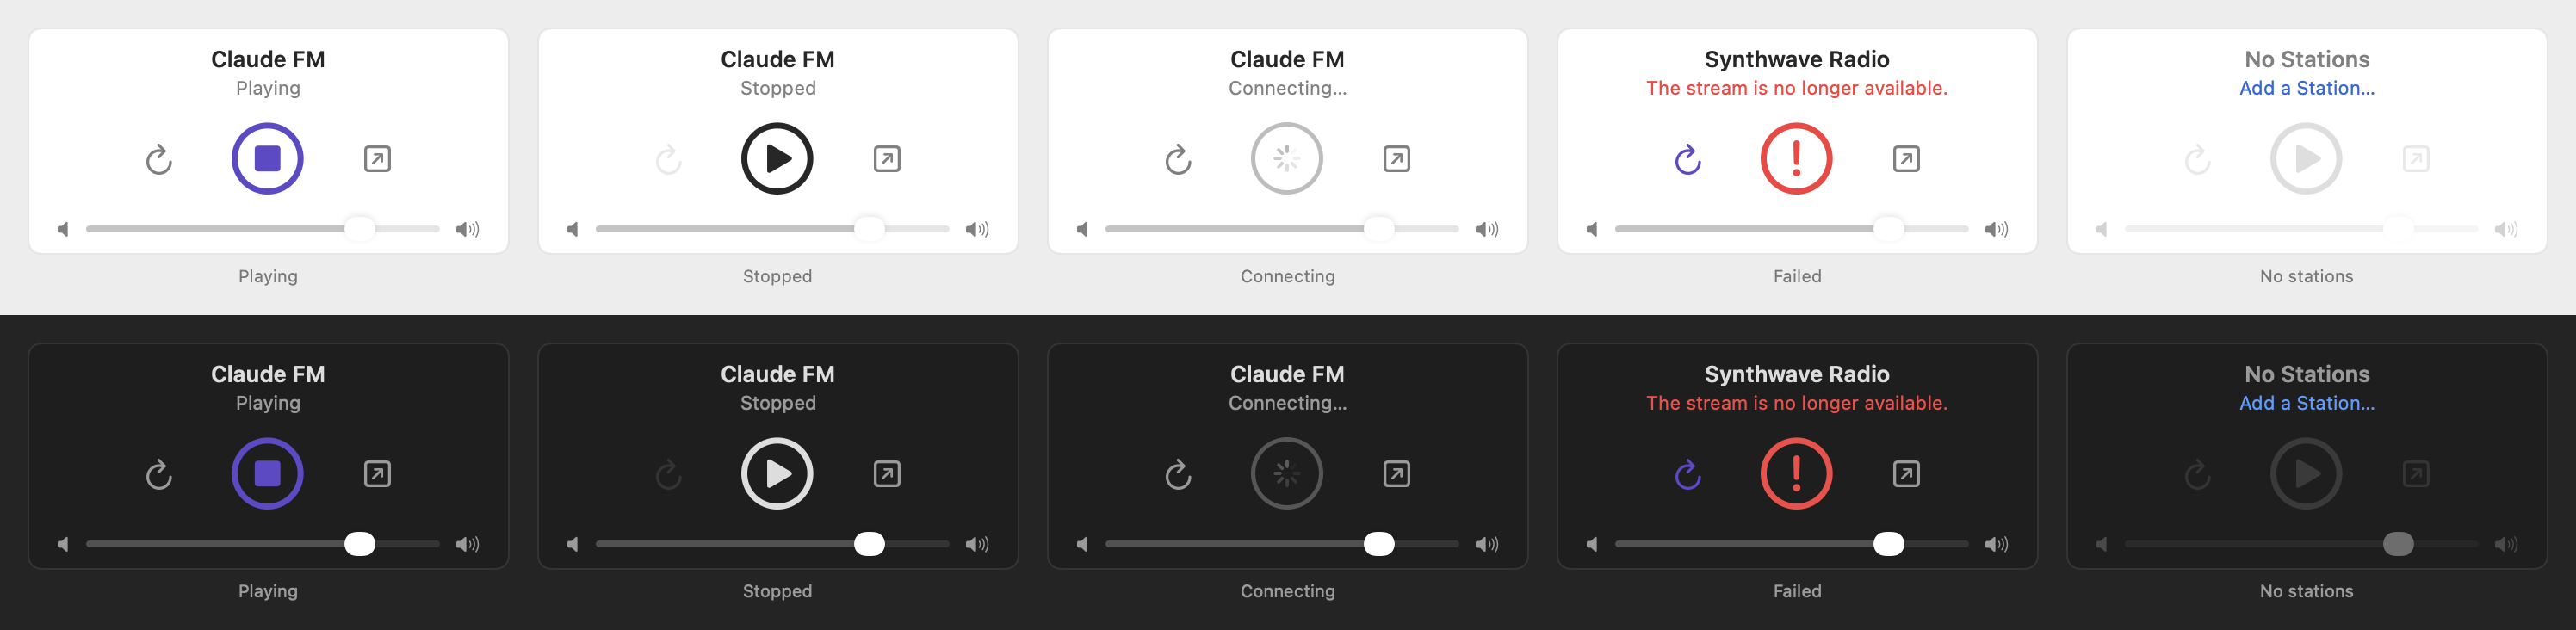 Claude FM
Playing
Playing
Claude FM
Stopped
Stopped
Claude FM
Connecting...
Connecting
Synthwave Radio
The stream is no longer available.
Failed
No Stations
Add a Station...
No stations
Claude FM
Playing
Playing
Claude FM
Stopped
Stopped
Claude FM
Connecting...
Connecting
Synthwave Radio
The stream is no longer available.
Failed
No Stations
Add a Station...
No stations